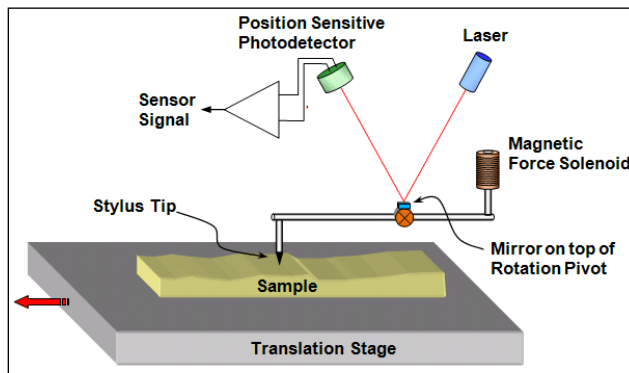 Position Sensitive
Photodetector
Laser
Sensor
Signal
Magnetic
Force Solenoid
Stylus Tip
Mirror on top of
Rotation Pivot
Sample
Translation Stage